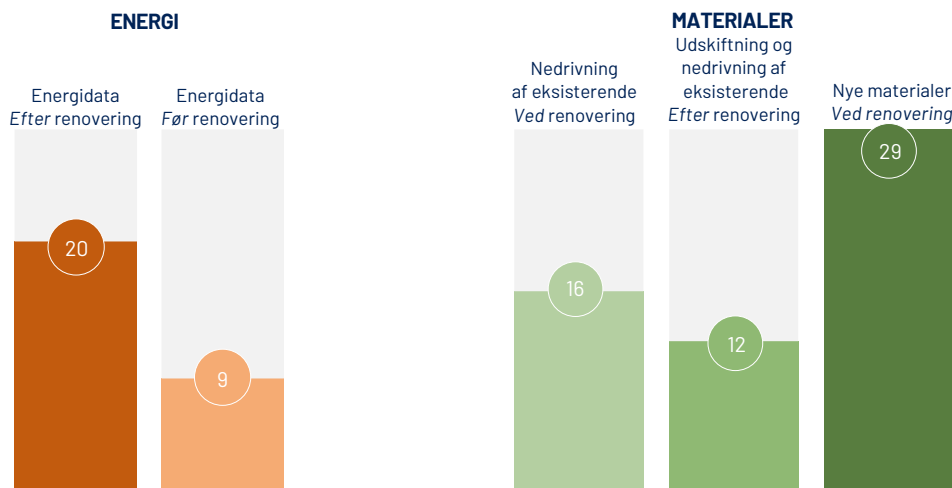 ENERGI
Energidata
Efter renovering
Energidata
Før renovering
20
9
MATERIALER
Nedrivning
af eksisterende
Ved renovering
Udskiftning og
nedrivning af
eksisterende
Efter renovering
Nye materialer
Ved renovering
16
12
29